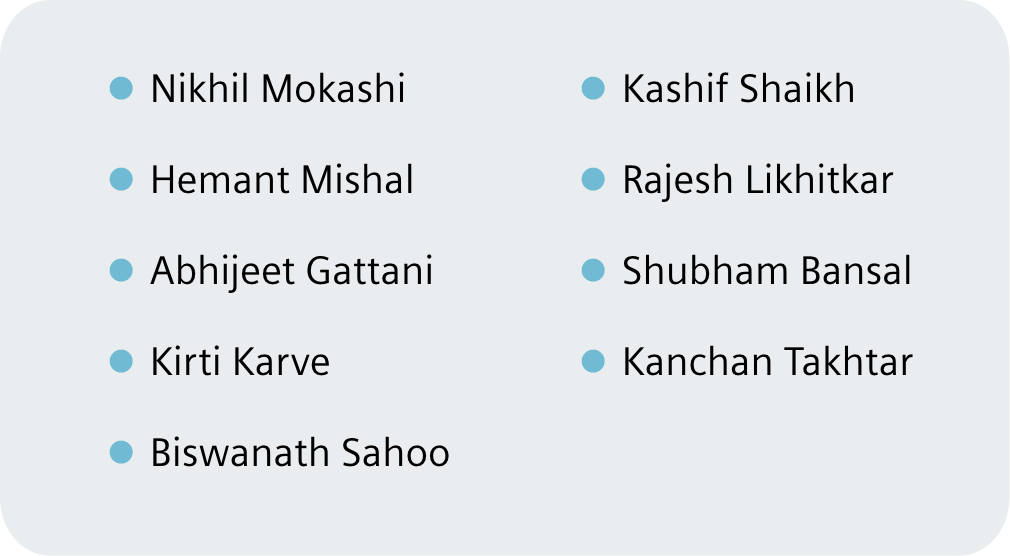 Nikhil Mokashi
Hemant Mishal
Abhijeet Gattani
Kirti Karve
Biswanath Sahoo
Kashif Shaikh
Rajesh Likhitkar
Shubham Bansal
Kanchan Takhtar